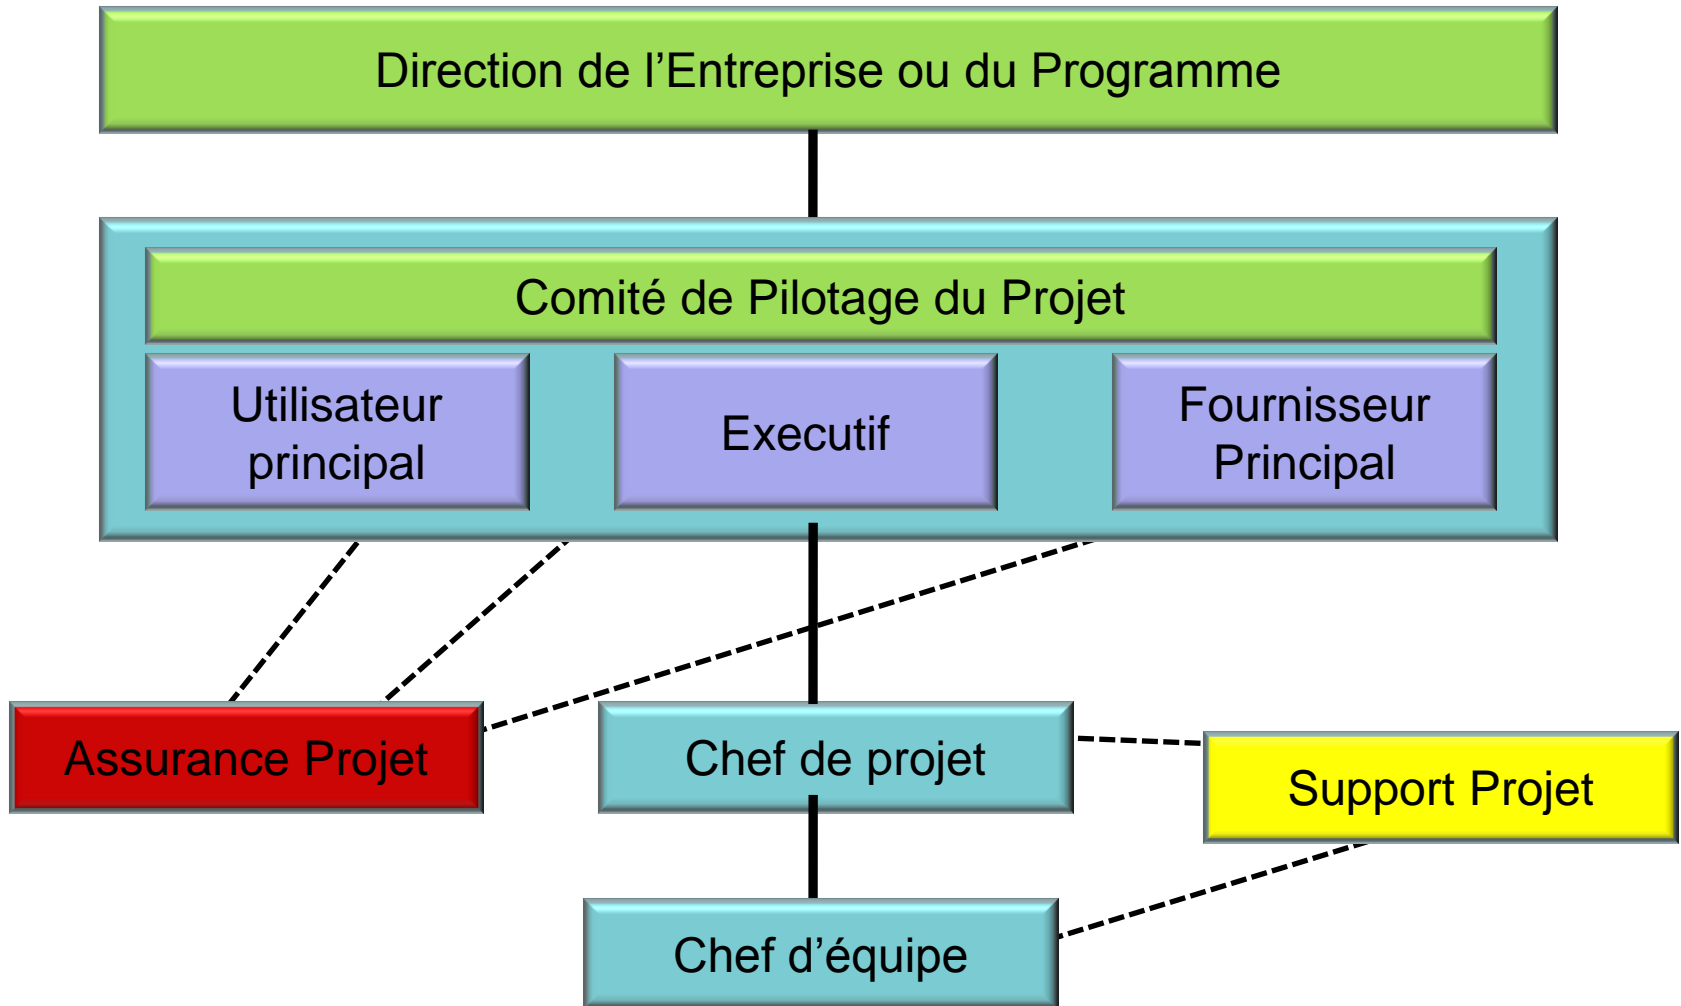 Direction de l’Entreprise ou du Programme
Comité de Pilotage du Projet
Utilisateur
principal
Executif
Fournisseur
Principal
Assurance Projet
Chef de projet
Support Projet
Chef d’équipe